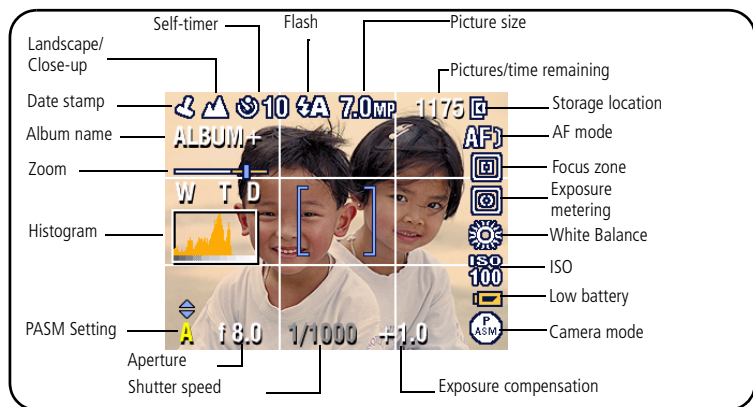 Self-timer
Flash
Picture size
Landscape/
Close-up
Pictures/time remaining
Date stamp
10 ⚡A 7.0MP 1175
Storage location
Album name
ALBUM+
AF)
AF mode
Zoom
Focus zone
W T D
Exposure
metering
Histogram
White Balance
ISO
100
ISO
Low battery
PASM Setting
A f 8.0 1/1000 +1.0
P
ASM
Camera mode
Aperture
Shutter speed
Exposure compensation